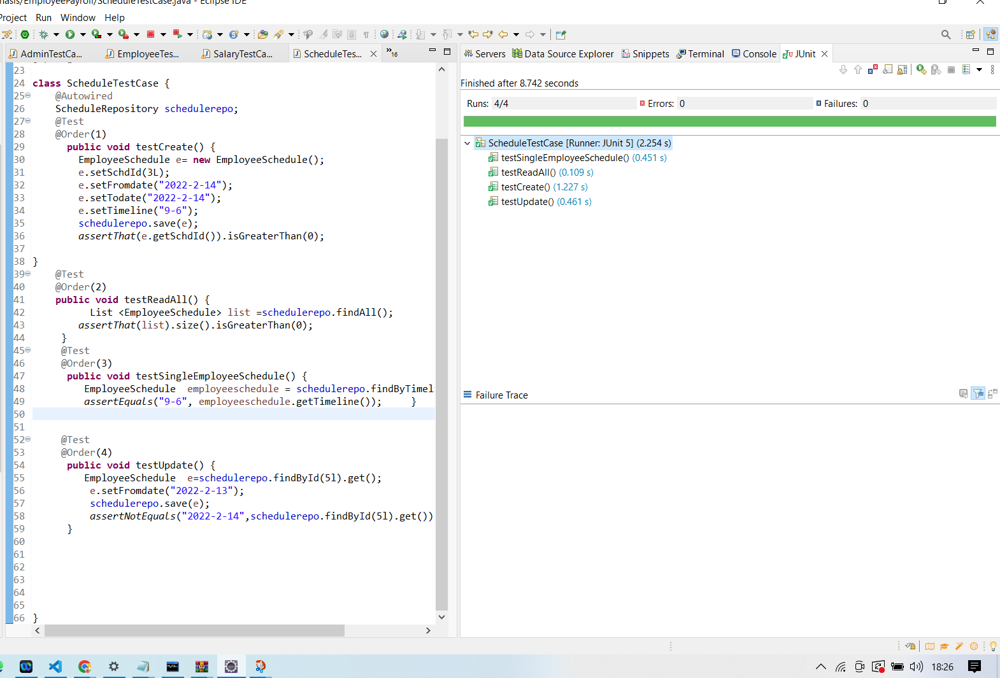 nasis/EmployeePayroll/ScheduleTestCase.java - Eclipse IDE
Project Run Window Help
AdminTestCa... EmployeeTes... SalaryTestCa... ScheduleTes... »16
23
24 class ScheduleTestCase {
25 @Autowired
26 ScheduleRepository schedulerepo;
27 @Test
28 @Order(1)
29 public void testCreate() {
30 EmployeeSchedule e= new EmployeeSchedule();
31 e.setSchdId(3L);
32 e.setFromdate("2022-2-14");
33 e.setTodate("2022-2-14");
34 e.setTimeline("9-6");
35 schedulerepo.save(e);
36 assertThat(e.getSchdId()).isGreaterThan(0);
37
38 }
39 @Test
40 @Order(2)
41 public void testReadAll() {
42 List <EmployeeSchedule> list =schedulerepo.findAll();
43 assertThat(list).size().isGreaterThan(0);
44 }
45 @Test
46 @Order(3)
47 public void testSingleEmployeeSchedule() {
48 EmployeeSchedule employeeschedule = schedulerepo.findByTimel
49 assertEquals("9-6", employeeschedule.getTimeline()); }
50
51
52 @Test
53 @Order(4)
54 public void testUpdate() {
55 EmployeeSchedule e=schedulerepo.findById(5l).get();
56 e.setFromdate("2022-2-13");
57 schedulerepo.save(e);
58 assertNotEquals("2022-2-14",schedulerepo.findById(5l).get())
59 }
60
61
62
63
64
65
66 }
Servers Data Source Explorer Snippets Terminal Console JUnit
Finished after 8.742 seconds
Runs: 4/4 Errors: 0 Failures: 0
ScheduleTestCase [Runner: JUnit 5] (2.254 s)
testSingleEmployeeSchedule() (0.451 s)
testReadAll() (0.109 s)
testCreate() (1.227 s)
testUpdate() (0.461 s)
Failure Trace
18:26